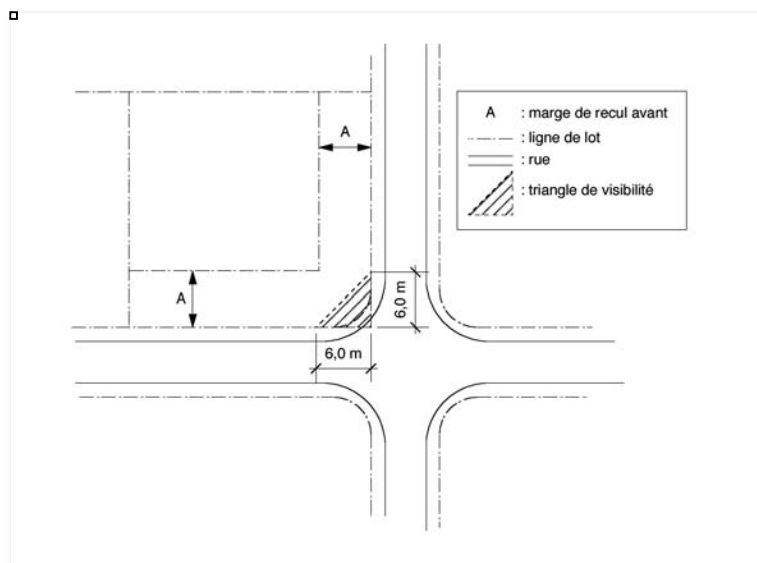 A
A
6,0 m
6,0 m
A : marge de recul avant
: ligne de lot
: rue
: triangle de visibilité